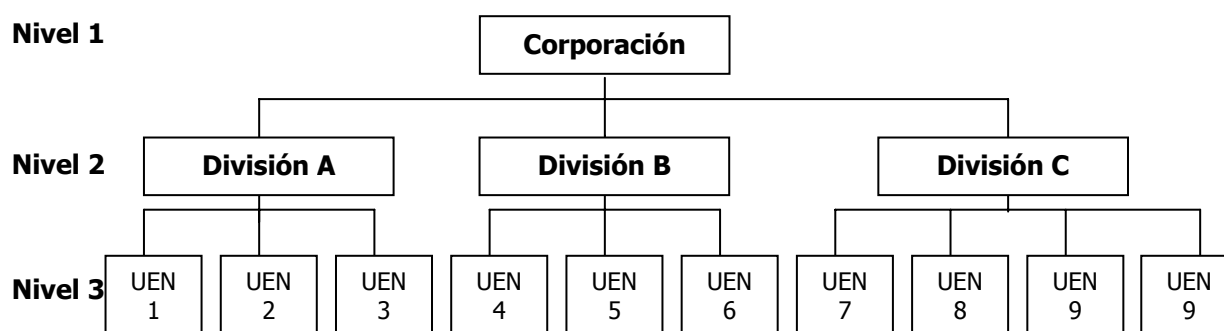 Nivel 1
Corporación
Nivel 2
División A
División B
División C
Nivel 3
UEN
1
UEN
2
UEN
3
UEN
4
UEN
5
UEN
6
UEN
7
UEN
8
UEN
9
UEN
9